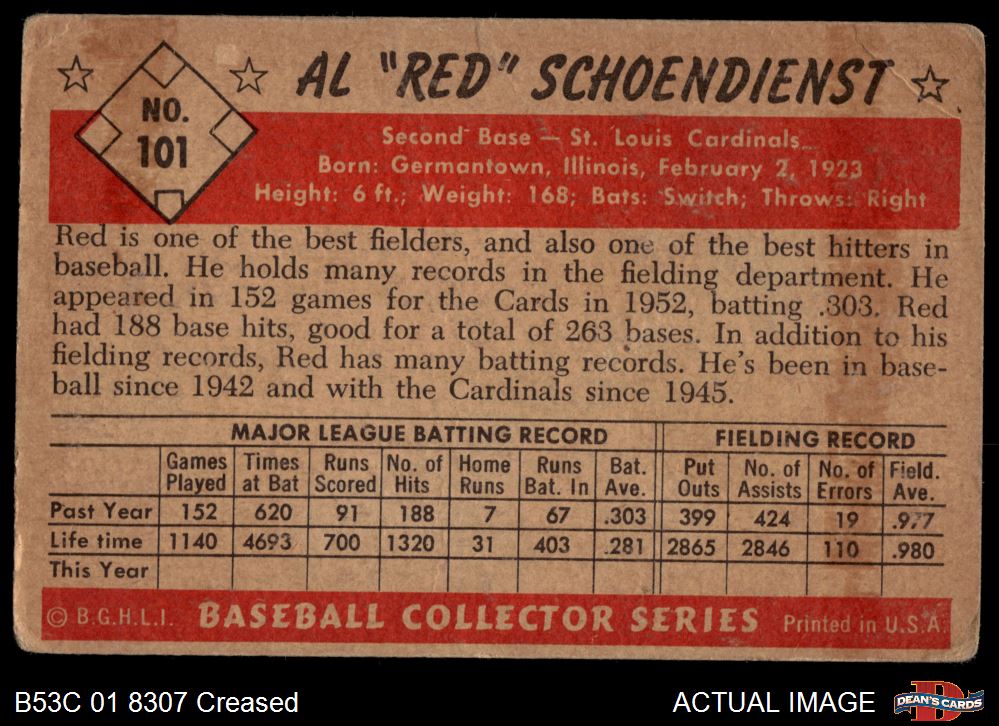 NO.
101
AL "RED" SCHOENDIENST
Second Base — St. Louis Cardinals
Born: Germantown, Illinois, February 2, 1923
Height: 6 ft.; Weight: 168; Bats: Switch; Throws: Right
Red is one of the best fielders, and also one of the best hitters in
baseball. He holds many records in the fielding department. He
appeared in 152 games for the Cards in 1952, batting .303. Red
had 188 base hits, good for a total of 263 bases. In addition to his
fielding records, Red has many batting records. He's been in base-
ball since 1942 and with the Cardinals since 1945.
MAJOR LEAGUE BATTING RECORD FIELDING RECORD
Games Times Runs No. of Home Runs Bat. Put No. of No. of Field.
Played at Bat Scored Hits Runs Bat. In Ave. Outs Assists Errors Ave.
Past Year 152 620 91 188 7 67 .303 399 424 19 .977
Life time 1140 4693 700 1320 31 403 .281 2865 2846 110 .980
This Year
© B.G.H.L.I. BASEBALL COLLECTOR SERIES Printed in U.S.A.
B53C 01 8307 Creased ACTUAL IMAGE D DEAN'S CARDS